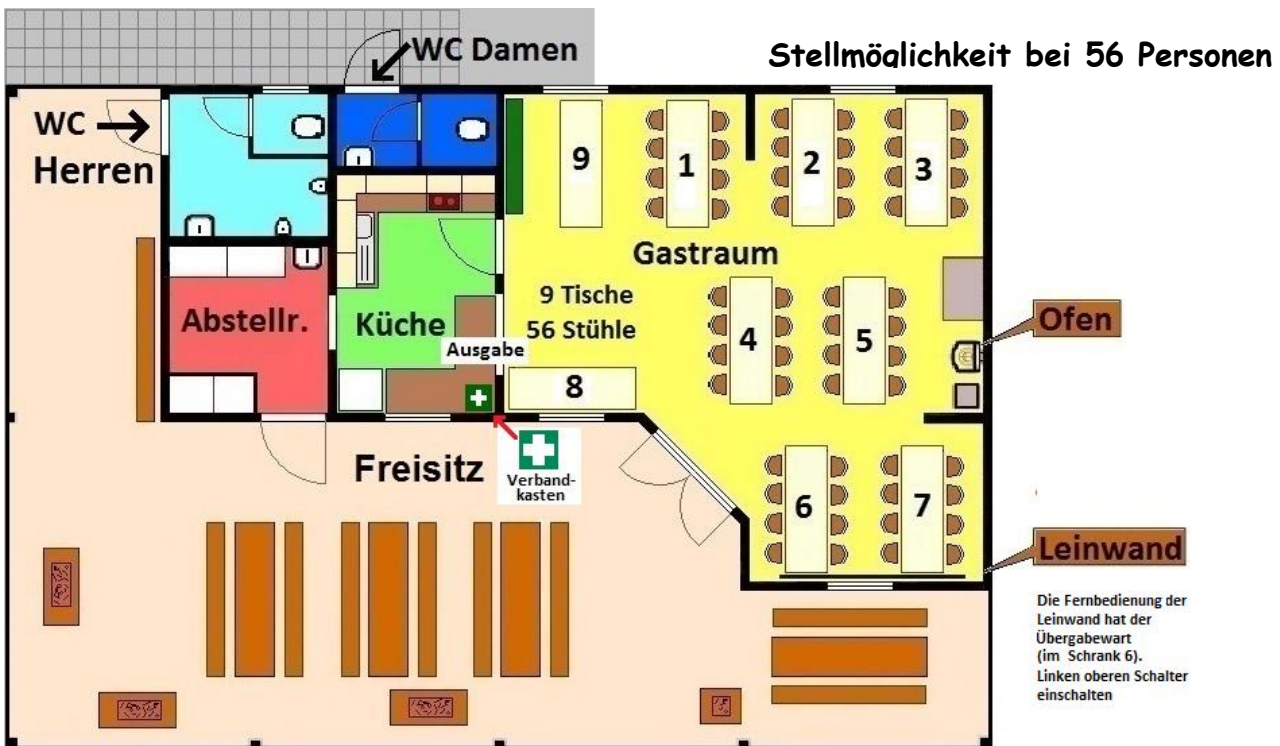 Stellmöglichkeit bei 56 Personen
WC Damen
WC
Herren
9
1
2
3
Gastraum
9 Tische
56 Stühle
4
5
Ofen
Abstellr.
Küche
Ausgabe
8
Freisitz
Verband-
kasten
6
7
Leinwand
Die Fernbedienung der
Leinwand hat der
Übergabewart
(im Schrank 6).
Linken oberen Schalter
einschalten